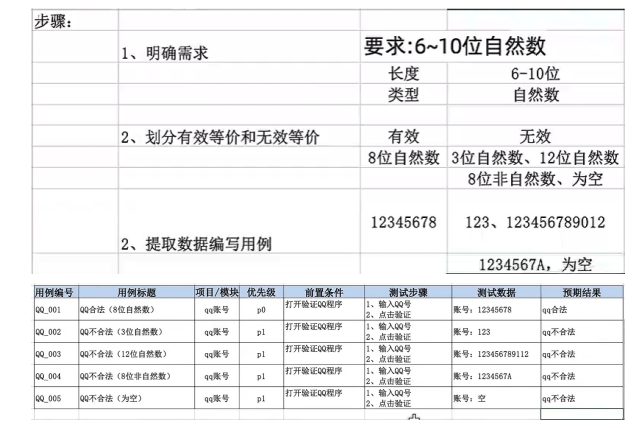 步骤：
1、明确需求 要求:6~10位自然数
长度 6-10位
类型 自然数
2、划分有效等价和无效等价 有效 无效
8位自然数 3位自然数、12位自然数
8位非自然数、为空
12345678 123、123456789012
2、提取数据编写用例
1234567A，为空
用例编号 用例标题 项目/模块 优先级 前置条件 测试步骤 测试数据 预期结果
QQ_001 QQ合法（8位自然数） qq账号 p0 打开验证QQ程序 1、输入QQ号 2、点击验证 账号：12345678 qq合法
QQ_002 QQ不合法（3位自然数） qq账号 p1 打开验证QQ程序 1、输入QQ号 2、点击验证 账号：123 qq不合法
QQ_003 QQ不合法（12位自然数） qq账号 p1 打开验证QQ程序 1、输入QQ号 2、点击验证 账号：123456789112 qq不合法
QQ_004 QQ不合法（8位非自然数） qq账号 p1 打开验证QQ程序 1、输入QQ号 2、点击验证 账号：1234567A qq不合法
QQ_005 QQ不合法（为空） qq账号 p1 打开验证QQ程序 1、输入QQ号 2、点击验证 账号：空 qq不合法